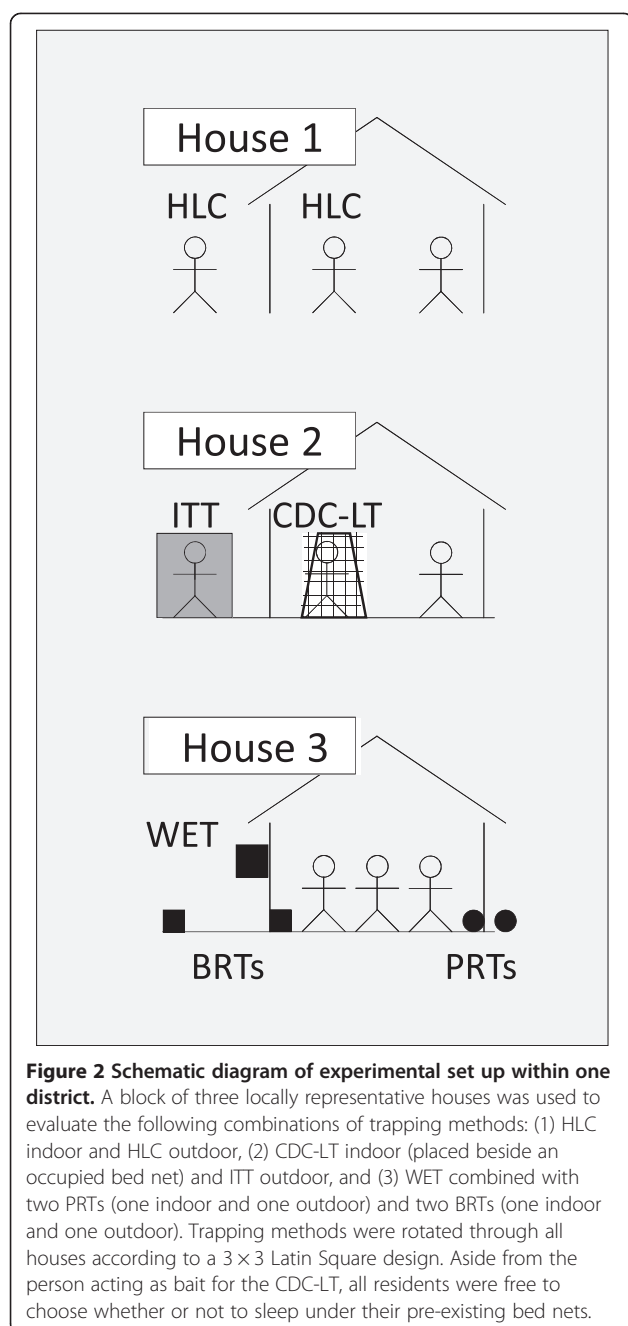 House 1
HLC HLC
House 2
ITT CDC-LT
House 3
WET
BRTs PRTs
Figure 2 Schematic diagram of experimental set up within one
district. A block of three locally representative houses was used to
evaluate the following combinations of trapping methods: (1) HLC
indoor and HLC outdoor, (2) CDC-LT indoor (placed beside an
occupied bed net) and ITT outdoor, and (3) WET combined with
two PRTs (one indoor and one outdoor) and two BRTs (one indoor
and one outdoor). Trapping methods were rotated through all
houses according to a 3 × 3 Latin Square design. Aside from the
person acting as bait for the CDC-LT, all residents were free to
choose whether or not to sleep under their pre-existing bed nets.